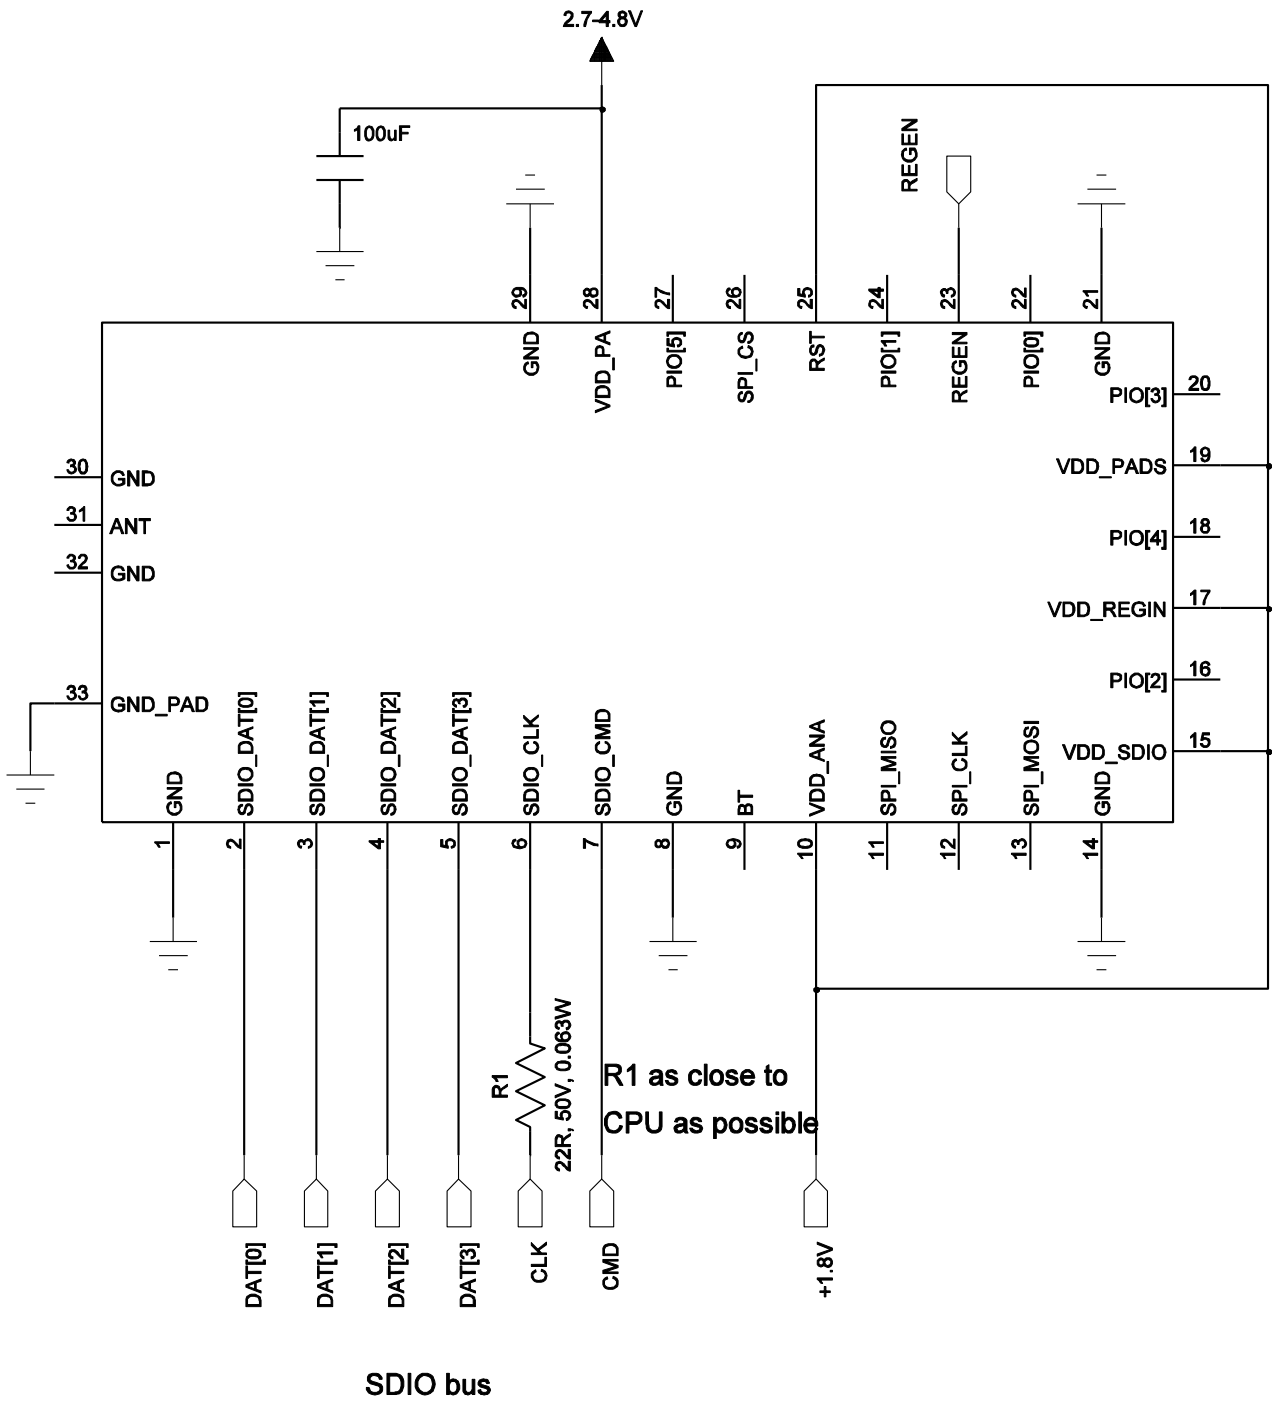 2.7-4.8V
100uF
REGEN
29
28
27
26
25
24
23
22
21
GND
VDD_PA
PIO[5]
SPI_CS
RST
PIO[1]
REGEN
PIO[0]
GND
PIO[3] 20
VDD_PADS 19
30 GND
31 ANT
PIO[4] 18
32 GND
VDD_REGIN 17
PIO[2] 16
33 GND_PAD
VDD_SDIO 15
GND
SDIO_DAT[0]
SDIO_DAT[1]
SDIO_DAT[2]
SDIO_DAT[3]
SDIO_CLK
SDIO_CMD
GND
BT
VDD_ANA
SPI_MISO
SPI_CLK
SPI_MOSI
GND
1
2
3
4
5
6
7
8
9
10
11
12
13
14
R1
22R, 50V, 0.063W
R1 as close to
CPU as possible
DAT[0]
DAT[1]
DAT[2]
DAT[3]
CLK
CMD
+1.8V
SDIO bus